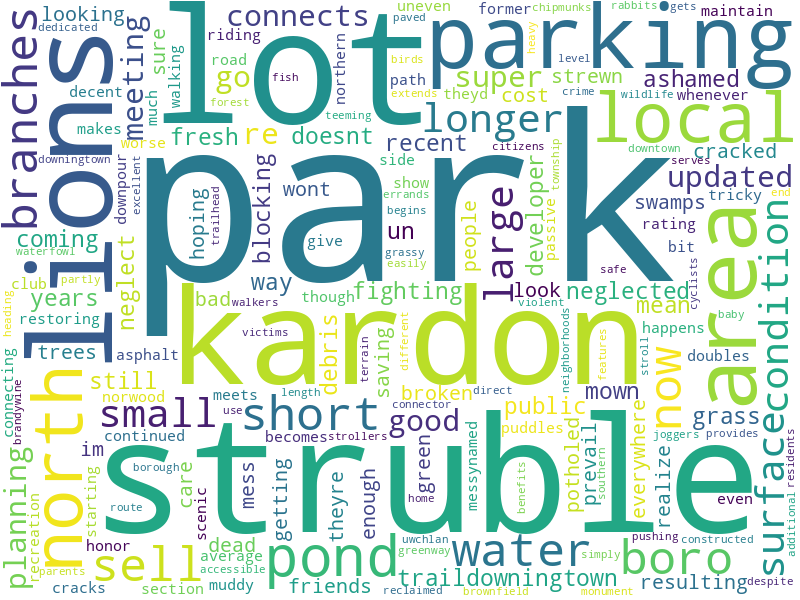 park
struble
kardon
lot
lions
parking
area
local
north
pond
water
short
small
sell
boro
now
surface
condition
large
longer
super
updated
branches
planning
connects
meeting
looking
dedicated
decent
makes
much
sure
walking
riding
road
go
fresh
re
doesnt
worse
downingtown
downpour
excellent
coming
waterfowl
club
years
restoring
neglect
bad
trees
asphalt
hoping
trailhead
blocking
wont
way
though
walkers
victims
give
northern
path
side
show
errands
teeming
fish
birds
forest
heavy
level
uneven
paved
extends
former
chipmunks
rabbits
gets
maintain
cost
theyd
strewn
ashamed
whenever
crime
wildlife
recent
citizens
downtown
serves
cracked
swamps
tricky
rating
bit
developer
passive
township
people
begins
grassy
easily
un
look
safe
cyclists
mean
neglected
fighting
violent
happens
baby
end
doubles
neighborhoods
features
stroll
mown
grass
joggers
provides
residents
additional
public
puddles
broken
saving
debris
terrain
different
length
direct
connector
good
use
still
norwood
meets
im
continued
becomes
strollers
heading
partly
connecting
brandywine
recreation
starting
parents
borough
route
care
scenic
mess
getting
theyre
home
enough
green
messynamed
benefits
southern
potholed
prevail
everywhere
realize
even
pushing
constructed
despite
resulting
simply
monument
brownfield
traildowningtown
greenway
uwchlan
reclaimed
friends
accessible
average
dead
honor
section
muddy
cracks